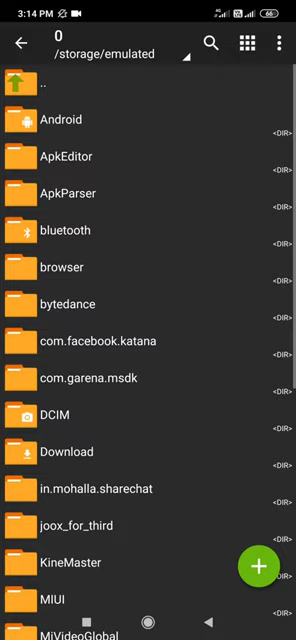 3:14 PM
66
0
/storage/emulated
..
Android
<DIR>
ApkEditor
<DIR>
ApkParser
<DIR>
bluetooth
<DIR>
browser
<DIR>
bytedance
<DIR>
com.facebook.katana
<DIR>
com.garena.msdk
<DIR>
DCIM
<DIR>
Download
<DIR>
in.mohalla.sharechat
<DIR>
joox_for_third
<DIR>
KineMaster
<DIR>
MIUI
<DIR>
MiVideoGlobal